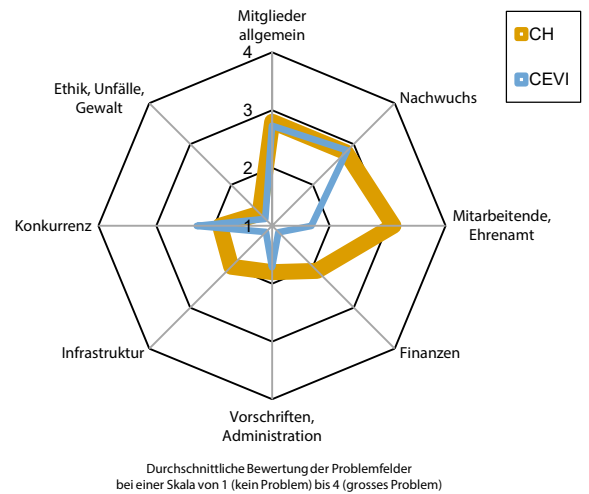 Mitglieder
allgemein
4
CH
CEVI
Ethik, Unfälle,
Gewalt
Nachwuchs
3
2
Konkurrenz
1
Mitarbeitende,
Ehrenamt
Infrastruktur
Finanzen
Vorschriften,
Administration
Durchschnittliche Bewertung der Problemfelder
bei einer Skala von 1 (kein Problem) bis 4 (grosses Problem)